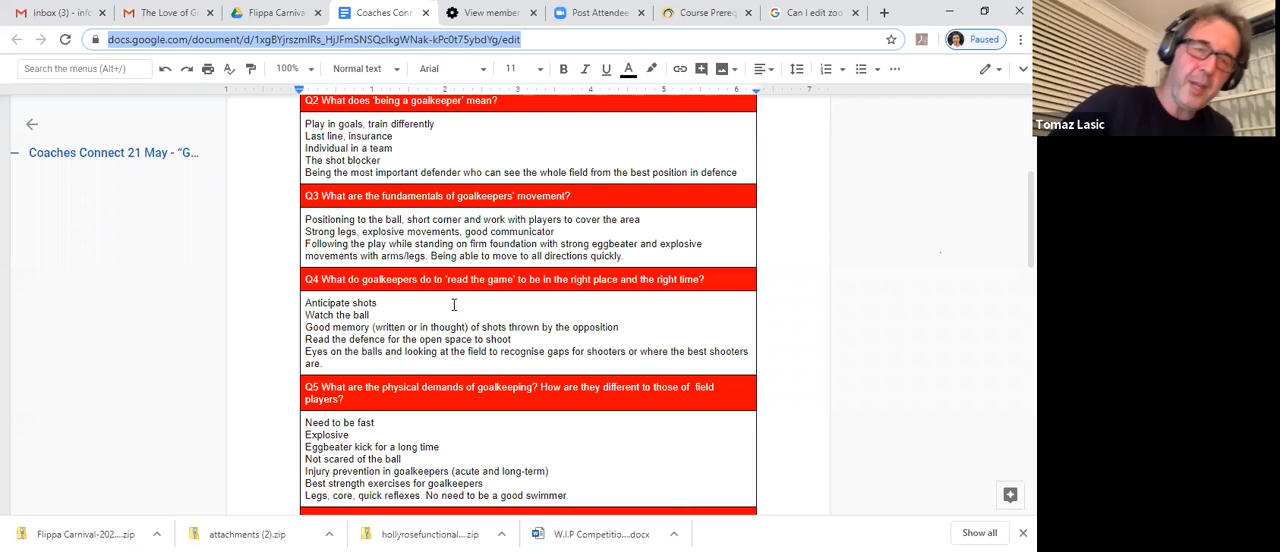 Inbox (3) - info
The Love of G
Flippa Carniva
Coaches Conn
View member
Post Attendee
Course Prereq
Can I edit zoo
docs.google.com/document/d/1xgBYjrszmIRs_HjJFmSNSQcIkgWNak-kPc0t75ybdYg/edit
Paused
Search the menus (Alt+/)
100%
Normal text
Arial
11
B I U A
1 1 2 3 4 5 6 7
Coaches Connect 21 May - “G...
Q2 What does 'being a goalkeeper' mean?
Play in goals, train differently
Last line, insurance
Individual in a team
The shot blocker
Being the most important defender who can see the whole field from the best position in defence
Q3 What are the fundamentals of goalkeepers' movement?
Positioning to the ball, short corner and work with players to cover the area
Strong legs, explosive movements, good communicator
Following the play while standing on firm foundation with strong eggbeater and explosive
movements with arms/legs. Being able to move to all directions quickly.
Q4 What do goalkeepers do to 'read the game' to be in the right place and the right time?
Anticipate shots
Watch the ball
Good memory (written or in thought) of shots thrown by the opposition
Read the defence for the open space to shoot
Eyes on the balls and looking at the field to recognise gaps for shooters or where the best shooters
are.
Q5 What are the physical demands of goalkeeping? How are they different to those of field
players?
Need to be fast
Explosive
Eggbeater kick for a long time
Not scared of the ball
Injury prevention in goalkeepers (acute and long-term)
Best strength exercises for goalkeepers
Legs, core, quick reflexes. No need to be a good swimmer.
Flippa Carnival-202....zip
attachments (2).zip
hollyrosefunctional....zip
W.I.P Competitio....docx
Show all
Tomaz Lasic